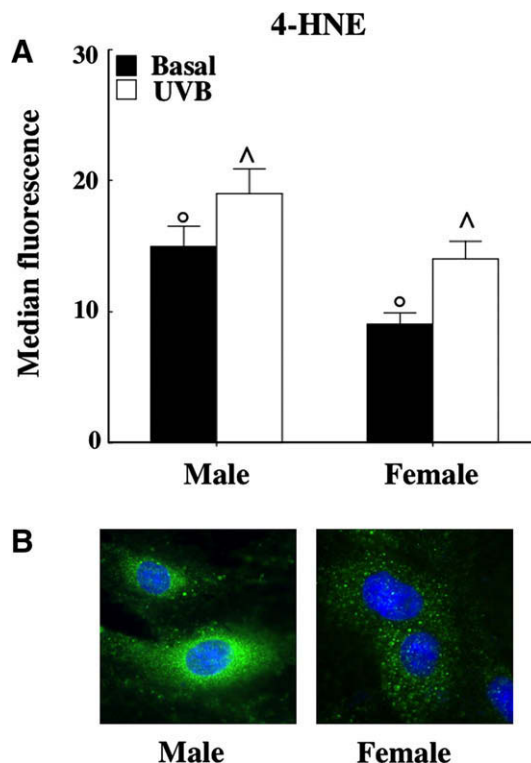 4-HNE
A
30
20
10
0
Median fluorescence
Basal
UVB
° ^ ° ^
Male Female
B
Male Female